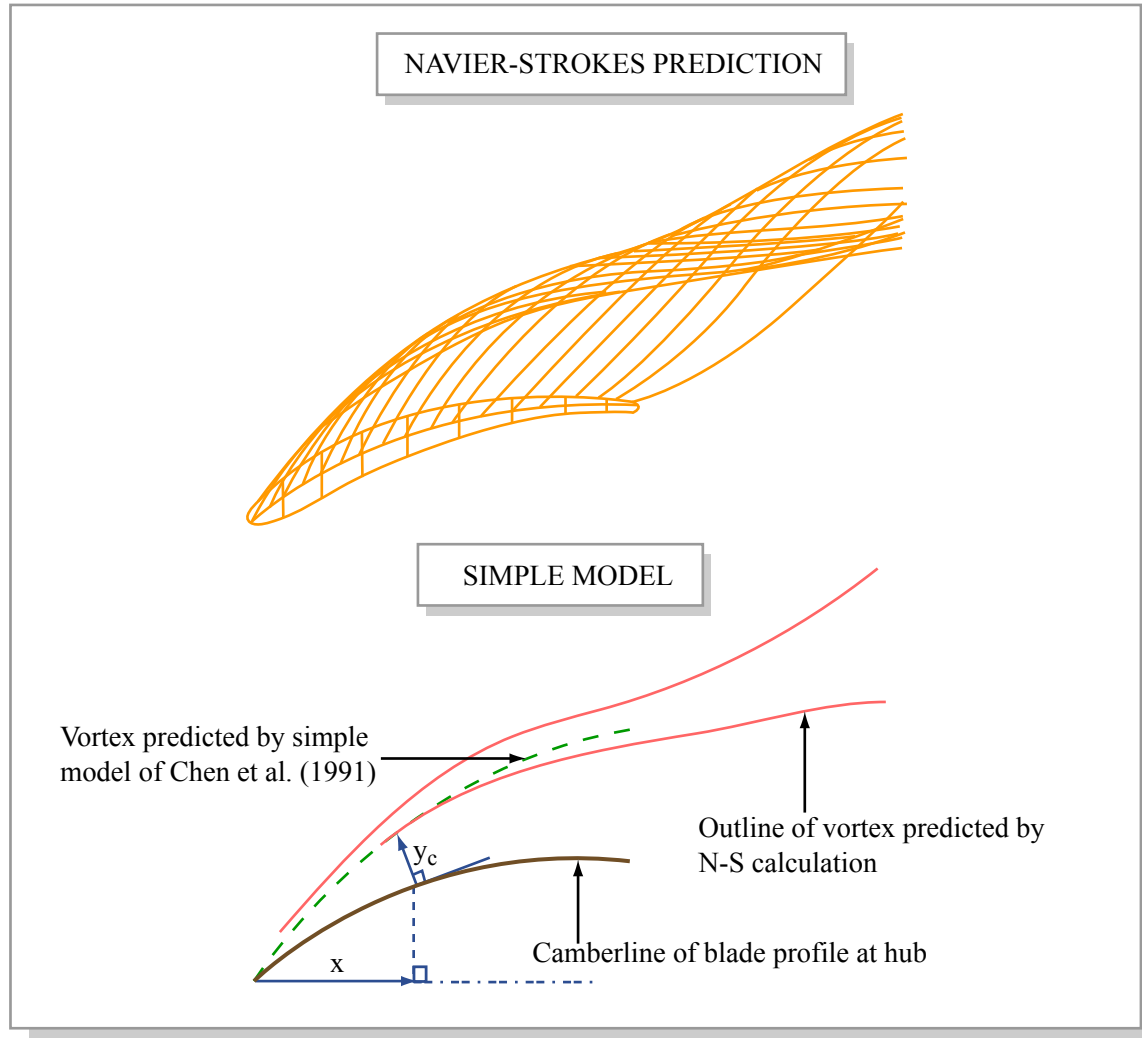 NAVIER-STROKES PREDICTION
SIMPLE MODEL
Vortex predicted by simple
model of Chen et al. (1991)
y_c
Outline of vortex predicted by
N-S calculation
Camberline of blade profile at hub
x